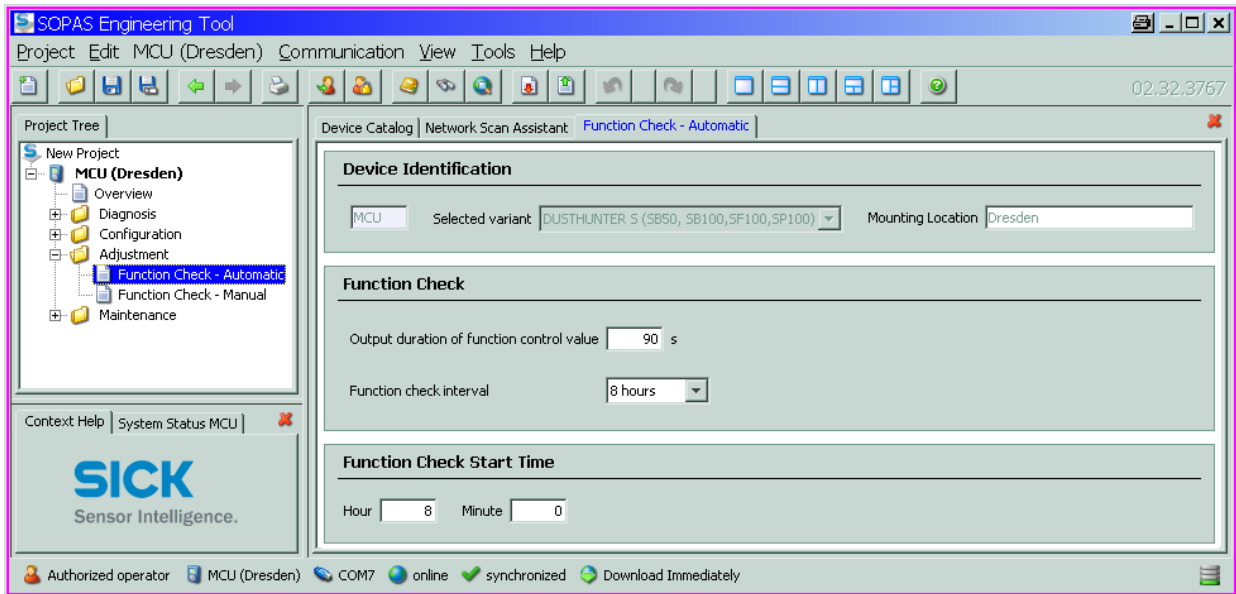 SOPAS Engineering Tool
Project Edit MCU (Dresden) Communication View Tools Help
02.32.3767
Project Tree
New Project
MCU (Dresden)
Overview
Diagnosis
Configuration
Adjustment
Function Check - Automatic
Function Check - Manual
Maintenance
Context Help System Status MCU
SICK
Sensor Intelligence.
Device Catalog Network Scan Assistant Function Check - Automatic
Device Identification
MCU Selected variant DUSTHUNTER S (SB50, SB100,SF100,SP100) Mounting Location Dresden
Function Check
Output duration of function control value 90 s
Function check interval 8 hours
Function Check Start Time
Hour 8 Minute 0
Authorized operator MCU (Dresden) COM7 online synchronized Download Immediately